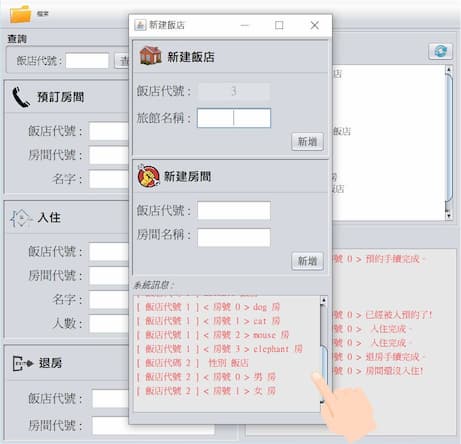 檔案
查詢
飯店代號:
預訂房間
飯店代號:
房間代號:
名字:
入住
飯店代號:
房間代號:
名字:
人數:
退房
飯店代號:
房間代號:
新建飯店
新建飯店
飯店代號: 3
旅館名稱:
新增
新建房間
飯店代號:
房間名稱:
新增
系統訊息:
[ 飯店代號 1 ] < 房號 0 > dog 房
[ 飯店代號 1 ] < 房號 1 > cat 房
[ 飯店代號 1 ] < 房號 2 > mouse 房
[ 飯店代號 1 ] < 房號 3 > elephant 房
[ 飯店代碼 2 ] 性別 飯店
[ 飯店代號 2 ] < 房號 0 > 男 房
[ 飯店代號 2 ] < 房號 1 > 女 房
店
飯店
房
飯店
號 0 > 預約手續完成。
號 0 > 已經被人預約了!
號 0 > 入住完成。
號 0 > 入住完成。
號 0 > 退房手續完成。
號 0 > 房間還沒入住!